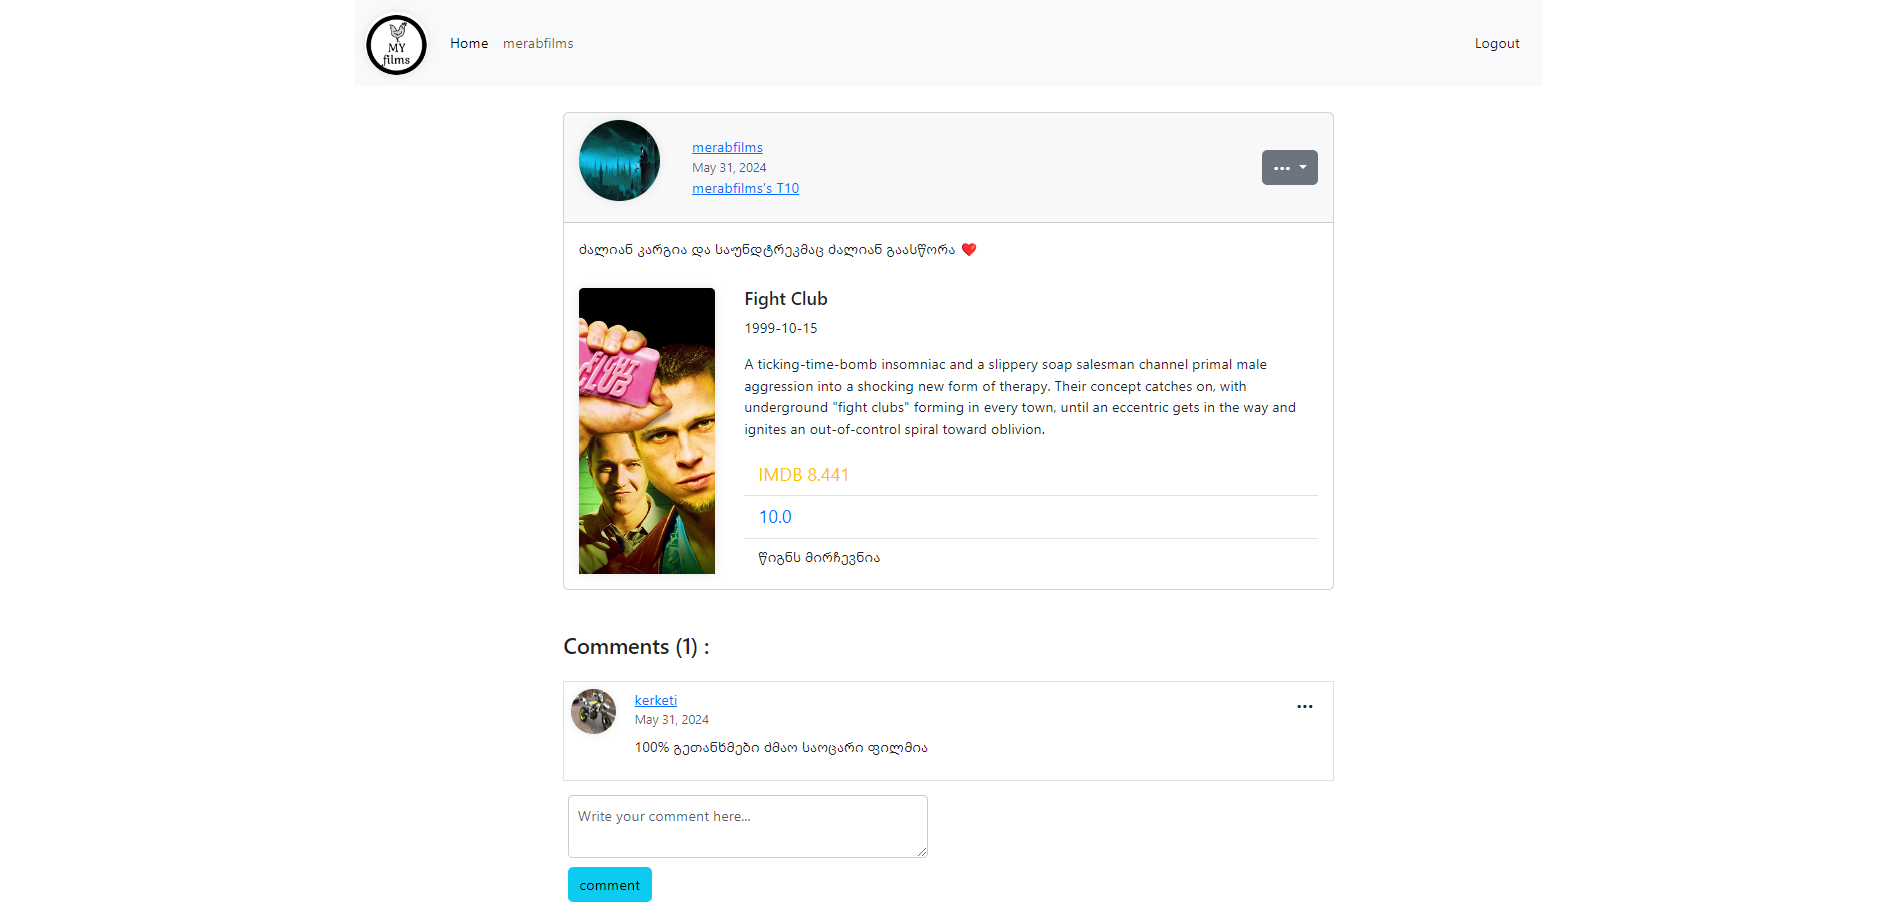 MY
films
Home
merabfilms
Logout
merabfilms
May 31, 2024
merabfilms's T10
ძალიან კარგია და საუნდტრეკმაც ძალიან გაასწორა ❤️
FIGHT
CLUB
Fight Club
1999-10-15
A ticking-time-bomb insomniac and a slippery soap salesman channel primal male
aggression into a shocking new form of therapy. Their concept catches on, with
underground "fight clubs" forming in every town, until an eccentric gets in the way and
ignites an out-of-control spiral toward oblivion.
IMDB 8.441
10.0
წიგნს მირჩევნია
Comments (1) :
kerketi
May 31, 2024
100% გეთანხმები ძმაო საოცარი ფილმია
Write your comment here...
comment